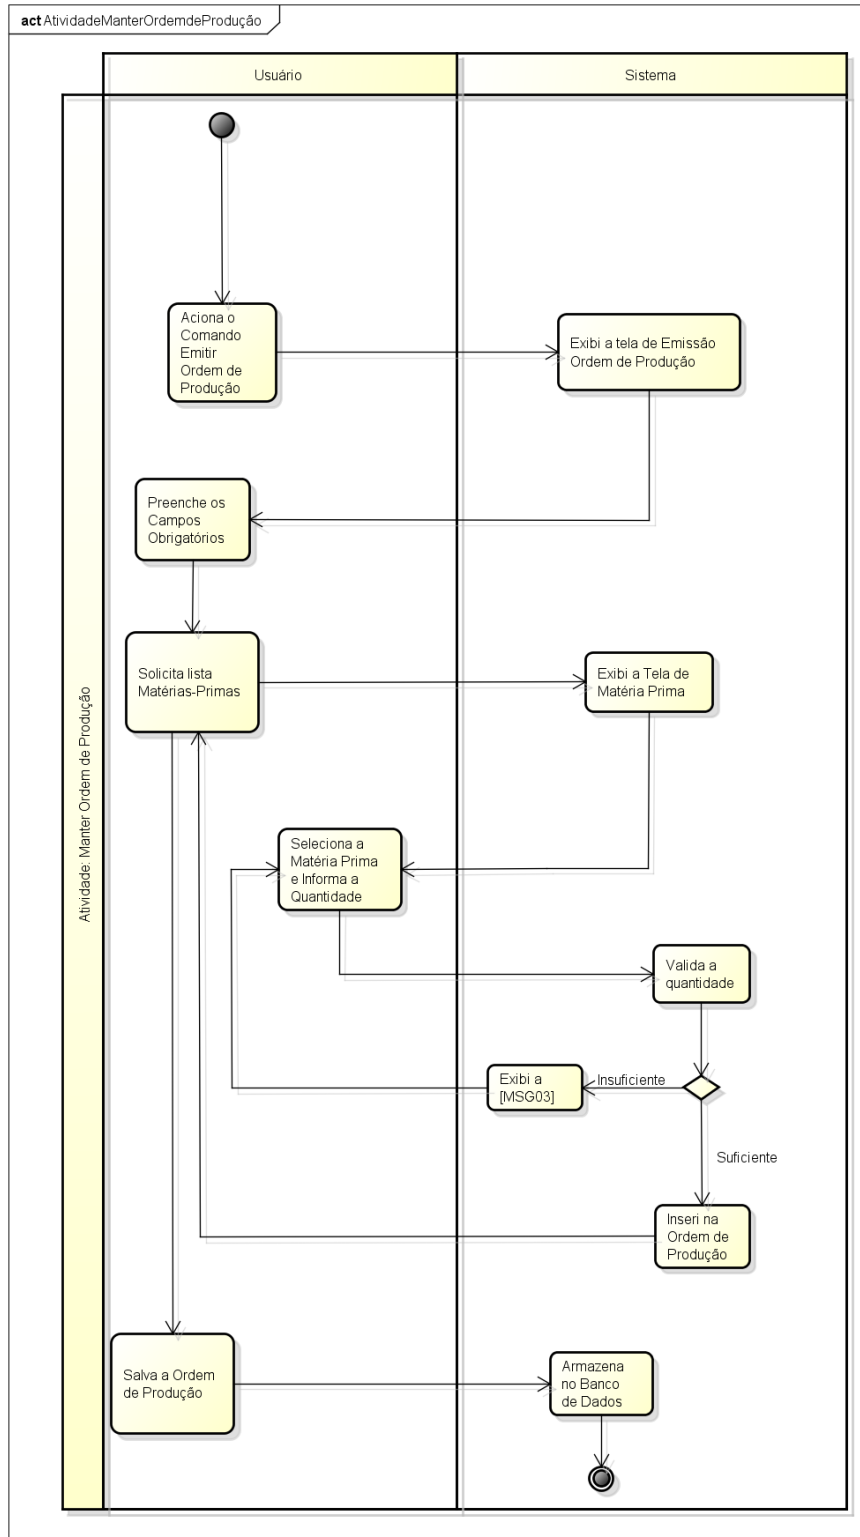 act AtividadeManterOrdemdeProdução
Usuário
Sistema
Atividade: Manter Ordem de Produção
Aciona o
Comando
Emitir
Ordem de
Produção
Exibi a tela de Emissão
Ordem de Produção
Preenche os
Campos
Obrigatórios
Solicita lista
Matérias-Primas
Exibi a Tela de
Matéria Prima
Seleciona a
Matéria Prima
e Informa a
Quantidade
Valida a
quantidade
Exibi a
[MSG03]
Insuficiente
Suficiente
Inseri na
Ordem de
Produção
Salva a Ordem
de Produção
Armazena
no Banco
de Dados